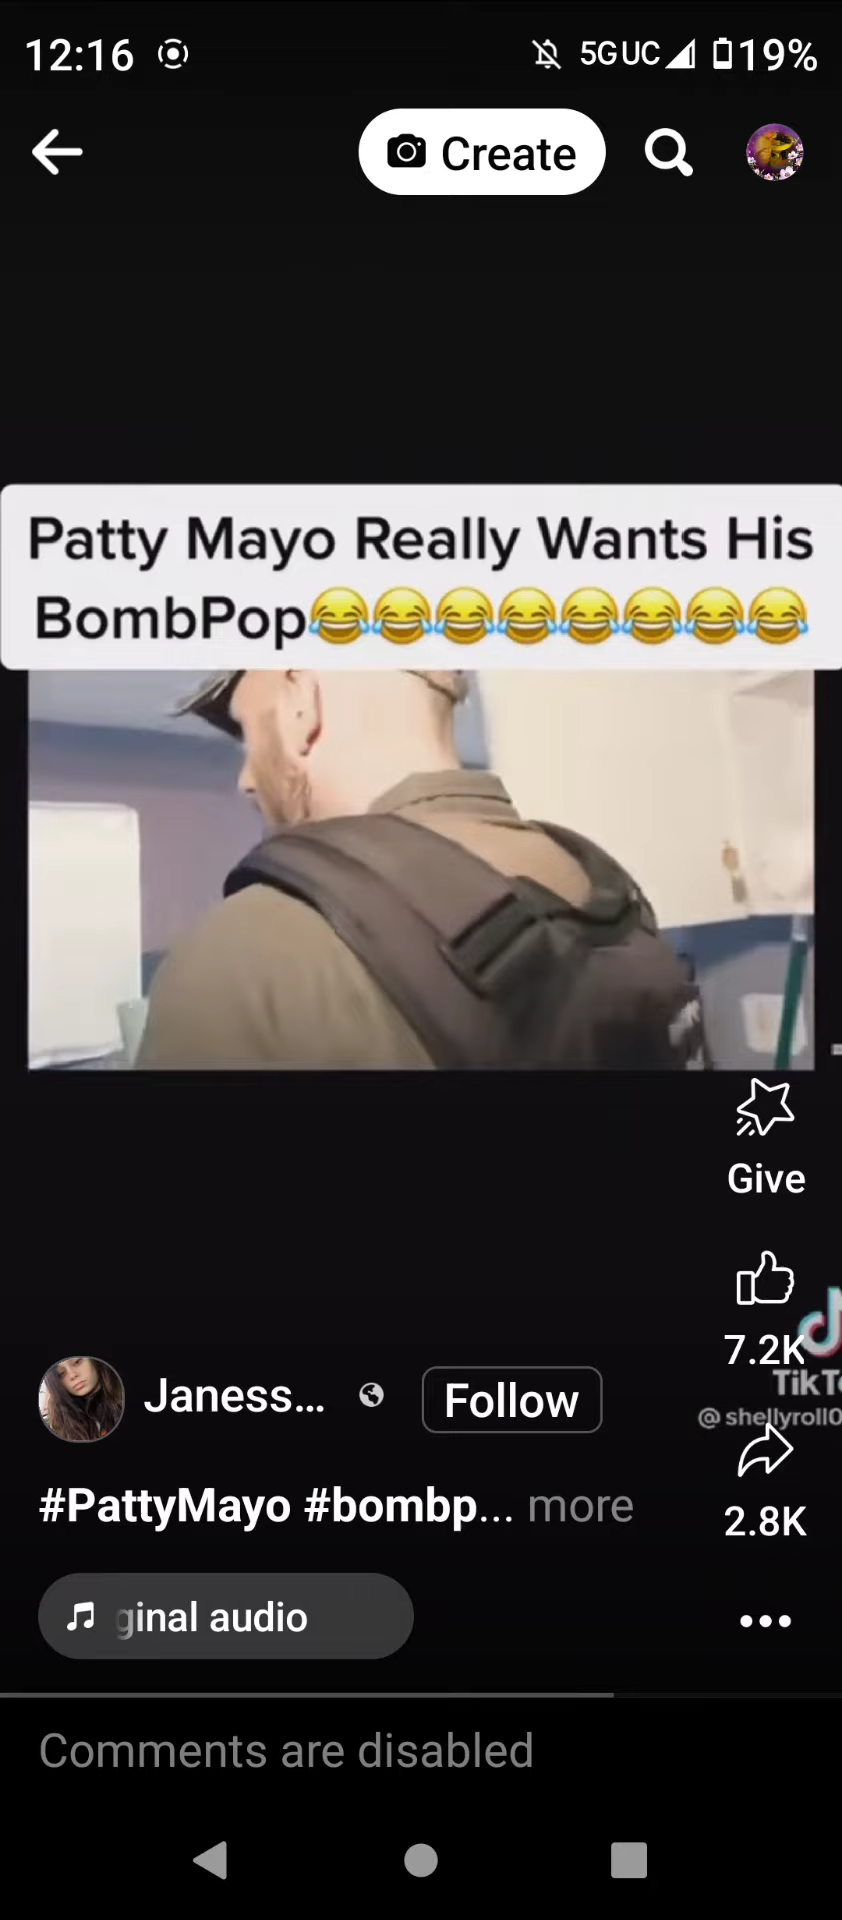 12:16 5G UC 19%
Create
Patty Mayo Really Wants His
BombPop😂😂😂😂😂😂😂😂
Give
7.2K
TikT
@shellyroll0
Janess... Follow
#PattyMayo #bombp... more
2.8K
ginal audio
Comments are disabled